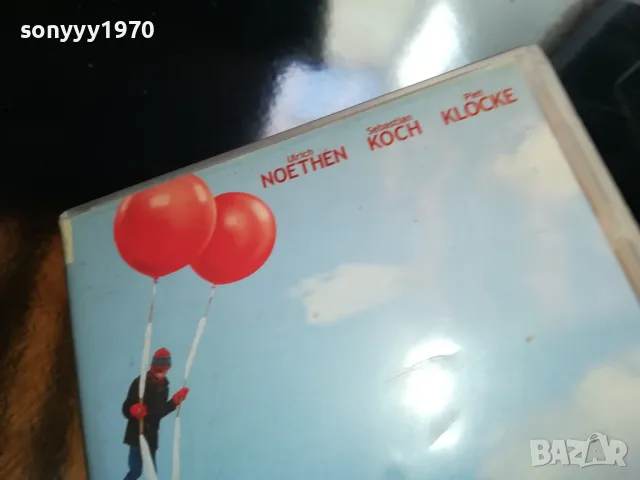 sonyyy1970
Ulrich
NOETHEN
Sebastian
KOCH
Piet
KLOCKE
BAZAR